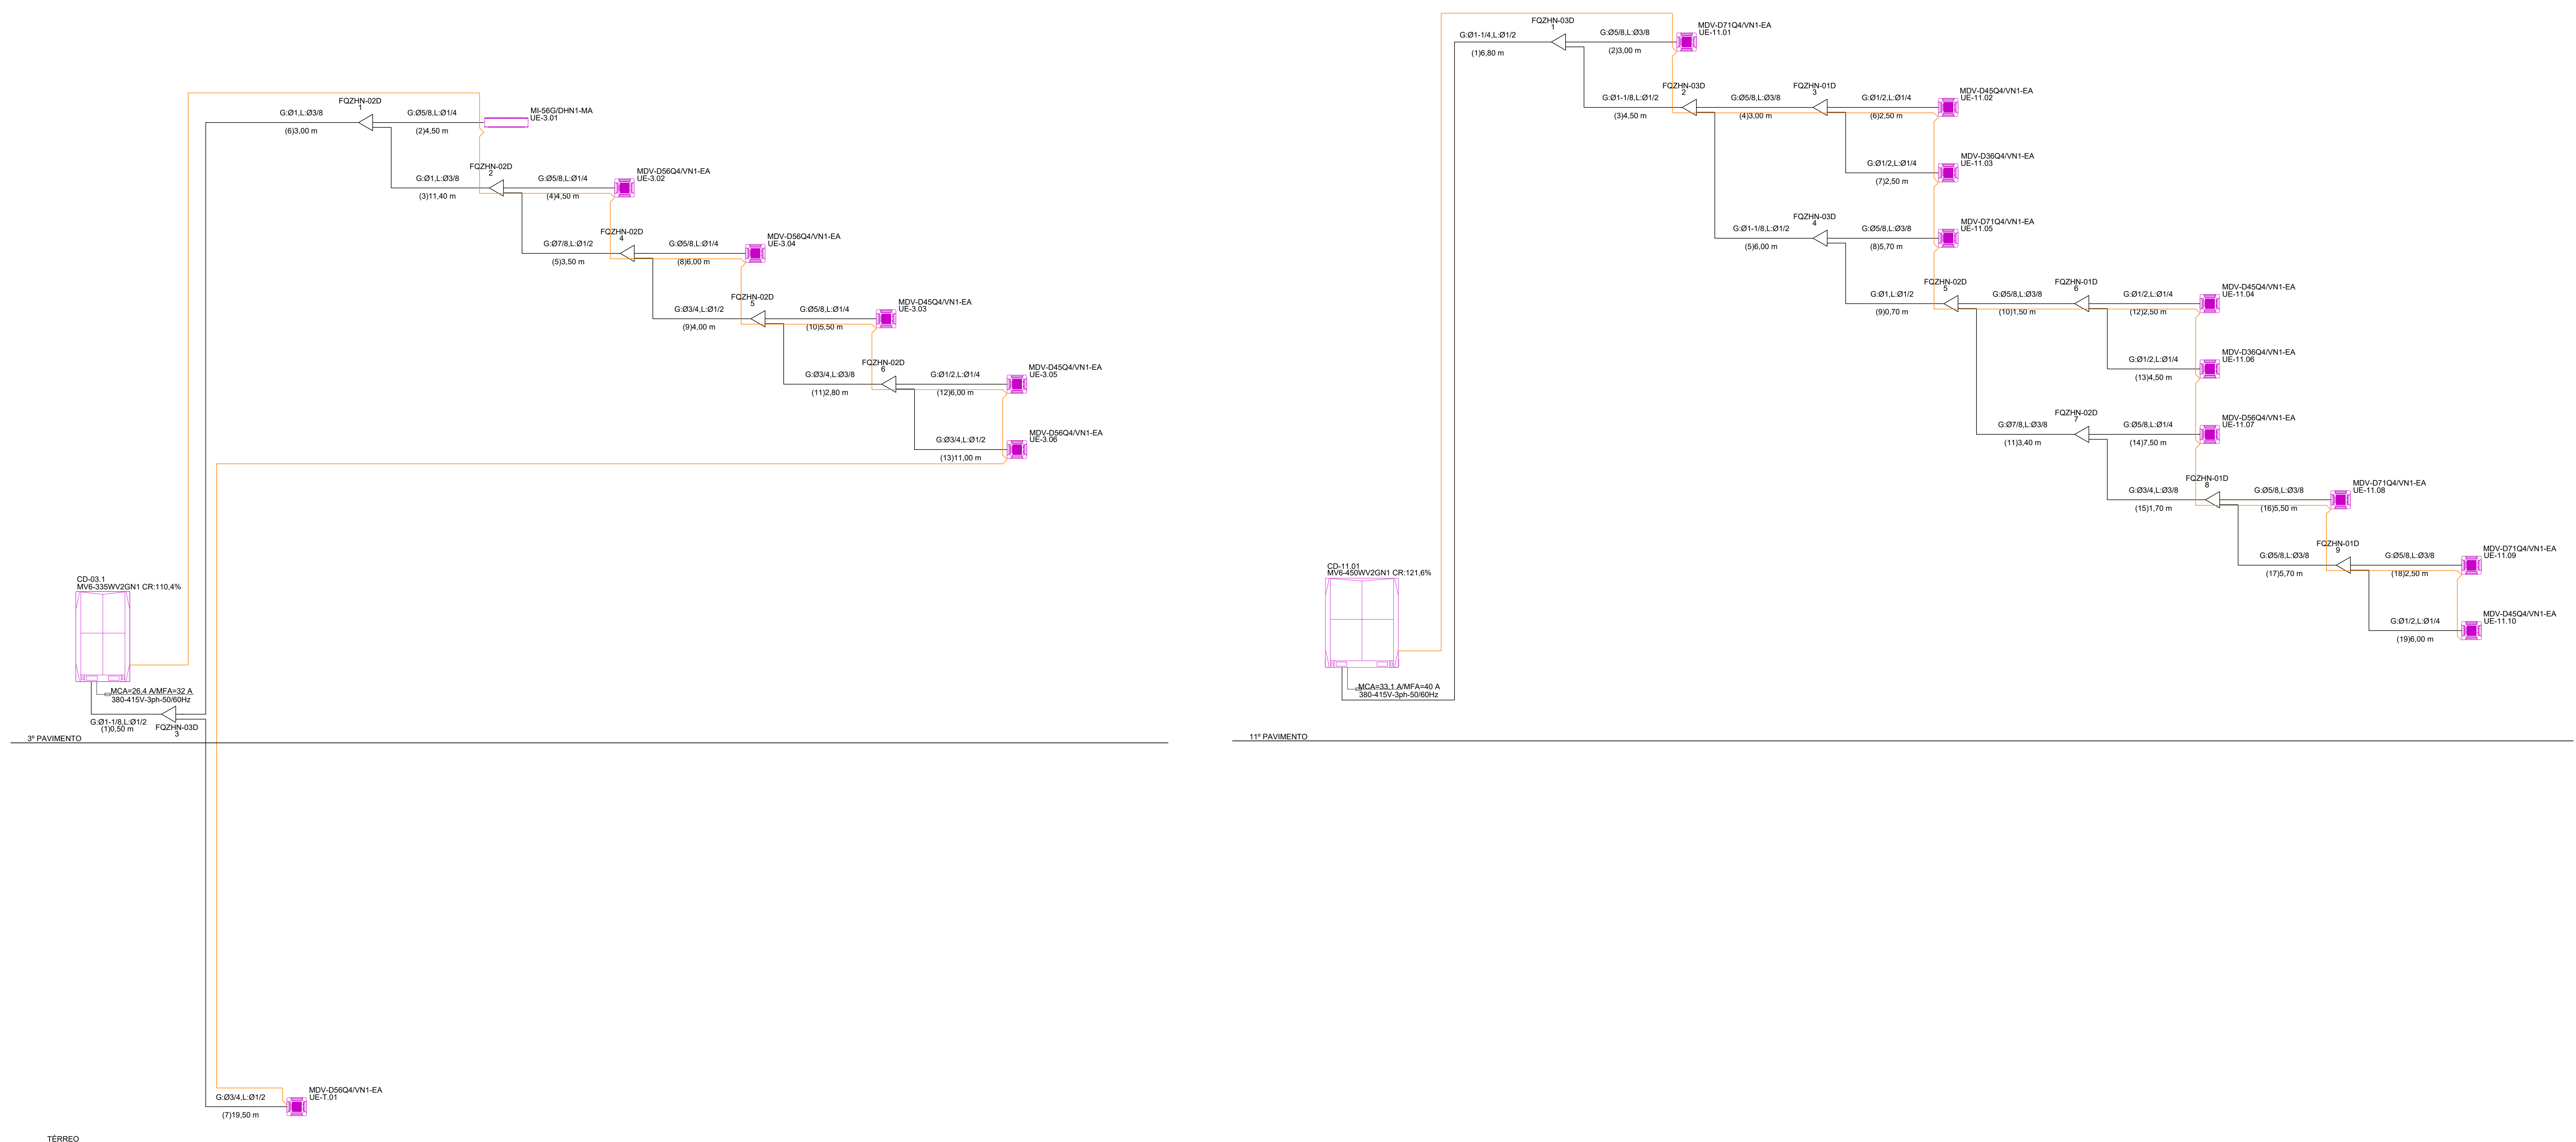 FQZHN-02D
1
G:Ø1,L:Ø3/8
(6)3,00 m
G:Ø5/8,L:Ø1/4
(2)4,50 m
MI-56G/DHN1-MA
UE-3.01
FQZHN-02D
2
G:Ø1,L:Ø3/8
(3)11,40 m
G:Ø5/8,L:Ø1/4
(4)4,50 m
MDV-D56Q4/VN1-EA
UE-3.02
FQZHN-02D
4
G:Ø7/8,L:Ø1/2
(5)3,50 m
G:Ø5/8,L:Ø1/4
(8)6,00 m
MDV-D56Q4/VN1-EA
UE-3.04
FQZHN-02D
5
G:Ø3/4,L:Ø1/2
(9)4,00 m
G:Ø5/8,L:Ø1/4
(10)5,50 m
MDV-D45Q4/VN1-EA
UE-3.03
FQZHN-02D
6
G:Ø3/4,L:Ø3/8
(11)2,80 m
G:Ø1/2,L:Ø1/4
(12)6,00 m
MDV-D45Q4/VN1-EA
UE-3.05
G:Ø3/4,L:Ø1/2
(13)11,00 m
MDV-D56Q4/VN1-EA
UE-3.06
CD-03.1
MV6-335WV2GN1 CR:110,4%
MCA=26,4 A/MFA=32 A
380-415V-3ph-50/60Hz
G:Ø1-1/8,L:Ø1/2
(1)0,50 m
FQZHN-03D
3
3º PAVIMENTO
G:Ø3/4,L:Ø1/2
(7)19,50 m
MDV-D56Q4/VN1-EA
UE-T.01
TÉRREO
FQZHN-03D
1
G:Ø1-1/4,L:Ø1/2
(1)6,80 m
G:Ø5/8,L:Ø3/8
(2)3,00 m
MDV-D71Q4/VN1-EA
UE-11.01
FQZHN-03D
2
G:Ø1-1/8,L:Ø1/2
(3)4,50 m
G:Ø5/8,L:Ø3/8
(4)3,00 m
FQZHN-01D
3
G:Ø1/2,L:Ø1/4
(6)2,50 m
MDV-D45Q4/VN1-EA
UE-11.02
G:Ø1/2,L:Ø1/4
(7)2,50 m
MDV-D36Q4/VN1-EA
UE-11.03
FQZHN-03D
4
G:Ø1-1/8,L:Ø1/2
(5)6,00 m
G:Ø5/8,L:Ø3/8
(8)5,70 m
MDV-D71Q4/VN1-EA
UE-11.05
FQZHN-02D
5
G:Ø1,L:Ø1/2
(9)0,70 m
G:Ø5/8,L:Ø3/8
(10)1,50 m
FQZHN-01D
6
G:Ø1/2,L:Ø1/4
(12)2,50 m
MDV-D45Q4/VN1-EA
UE-11.04
G:Ø1/2,L:Ø1/4
(13)4,50 m
MDV-D36Q4/VN1-EA
UE-11.06
FQZHN-02D
7
G:Ø7/8,L:Ø3/8
(11)3,40 m
G:Ø5/8,L:Ø1/4
(14)7,50 m
MDV-D56Q4/VN1-EA
UE-11.07
FQZHN-01D
8
G:Ø3/4,L:Ø3/8
(15)1,70 m
G:Ø5/8,L:Ø3/8
(16)5,50 m
MDV-D71Q4/VN1-EA
UE-11.08
FQZHN-01D
9
G:Ø5/8,L:Ø3/8
(17)5,70 m
G:Ø5/8,L:Ø3/8
(18)2,50 m
MDV-D71Q4/VN1-EA
UE-11.09
G:Ø1/2,L:Ø1/4
(19)6,00 m
MDV-D45Q4/VN1-EA
UE-11.10
CD-11.01
MV6-450WV2GN1 CR:121,6%
MCA=33,1 A/MFA=40 A
380-415V-3ph-50/60Hz
11º PAVIMENTO